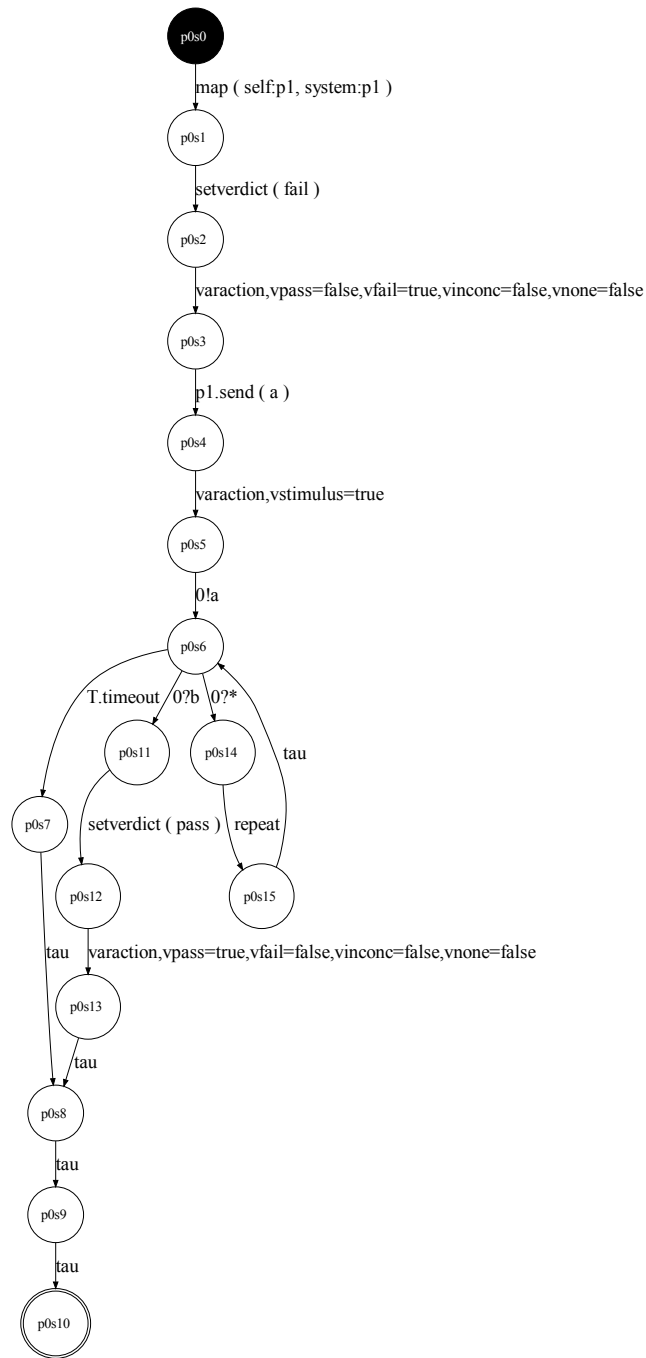 p0s0
map ( self:p1, system:p1 )
p0s1
setverdict ( fail )
p0s2
varaction,vpass=false,vfail=true,vinconc=false,vnone=false
p0s3
p1.send ( a )
p0s4
varaction,vstimulus=true
p0s5
0!a
p0s6
T.timeout 0?b 0?*
p0s11 p0s14 tau
p0s7 setverdict ( pass ) repeat
p0s12 p0s15
tau varaction,vpass=true,vfail=false,vinconc=false,vnone=false
p0s13
tau
p0s8
tau
p0s9
tau
p0s10